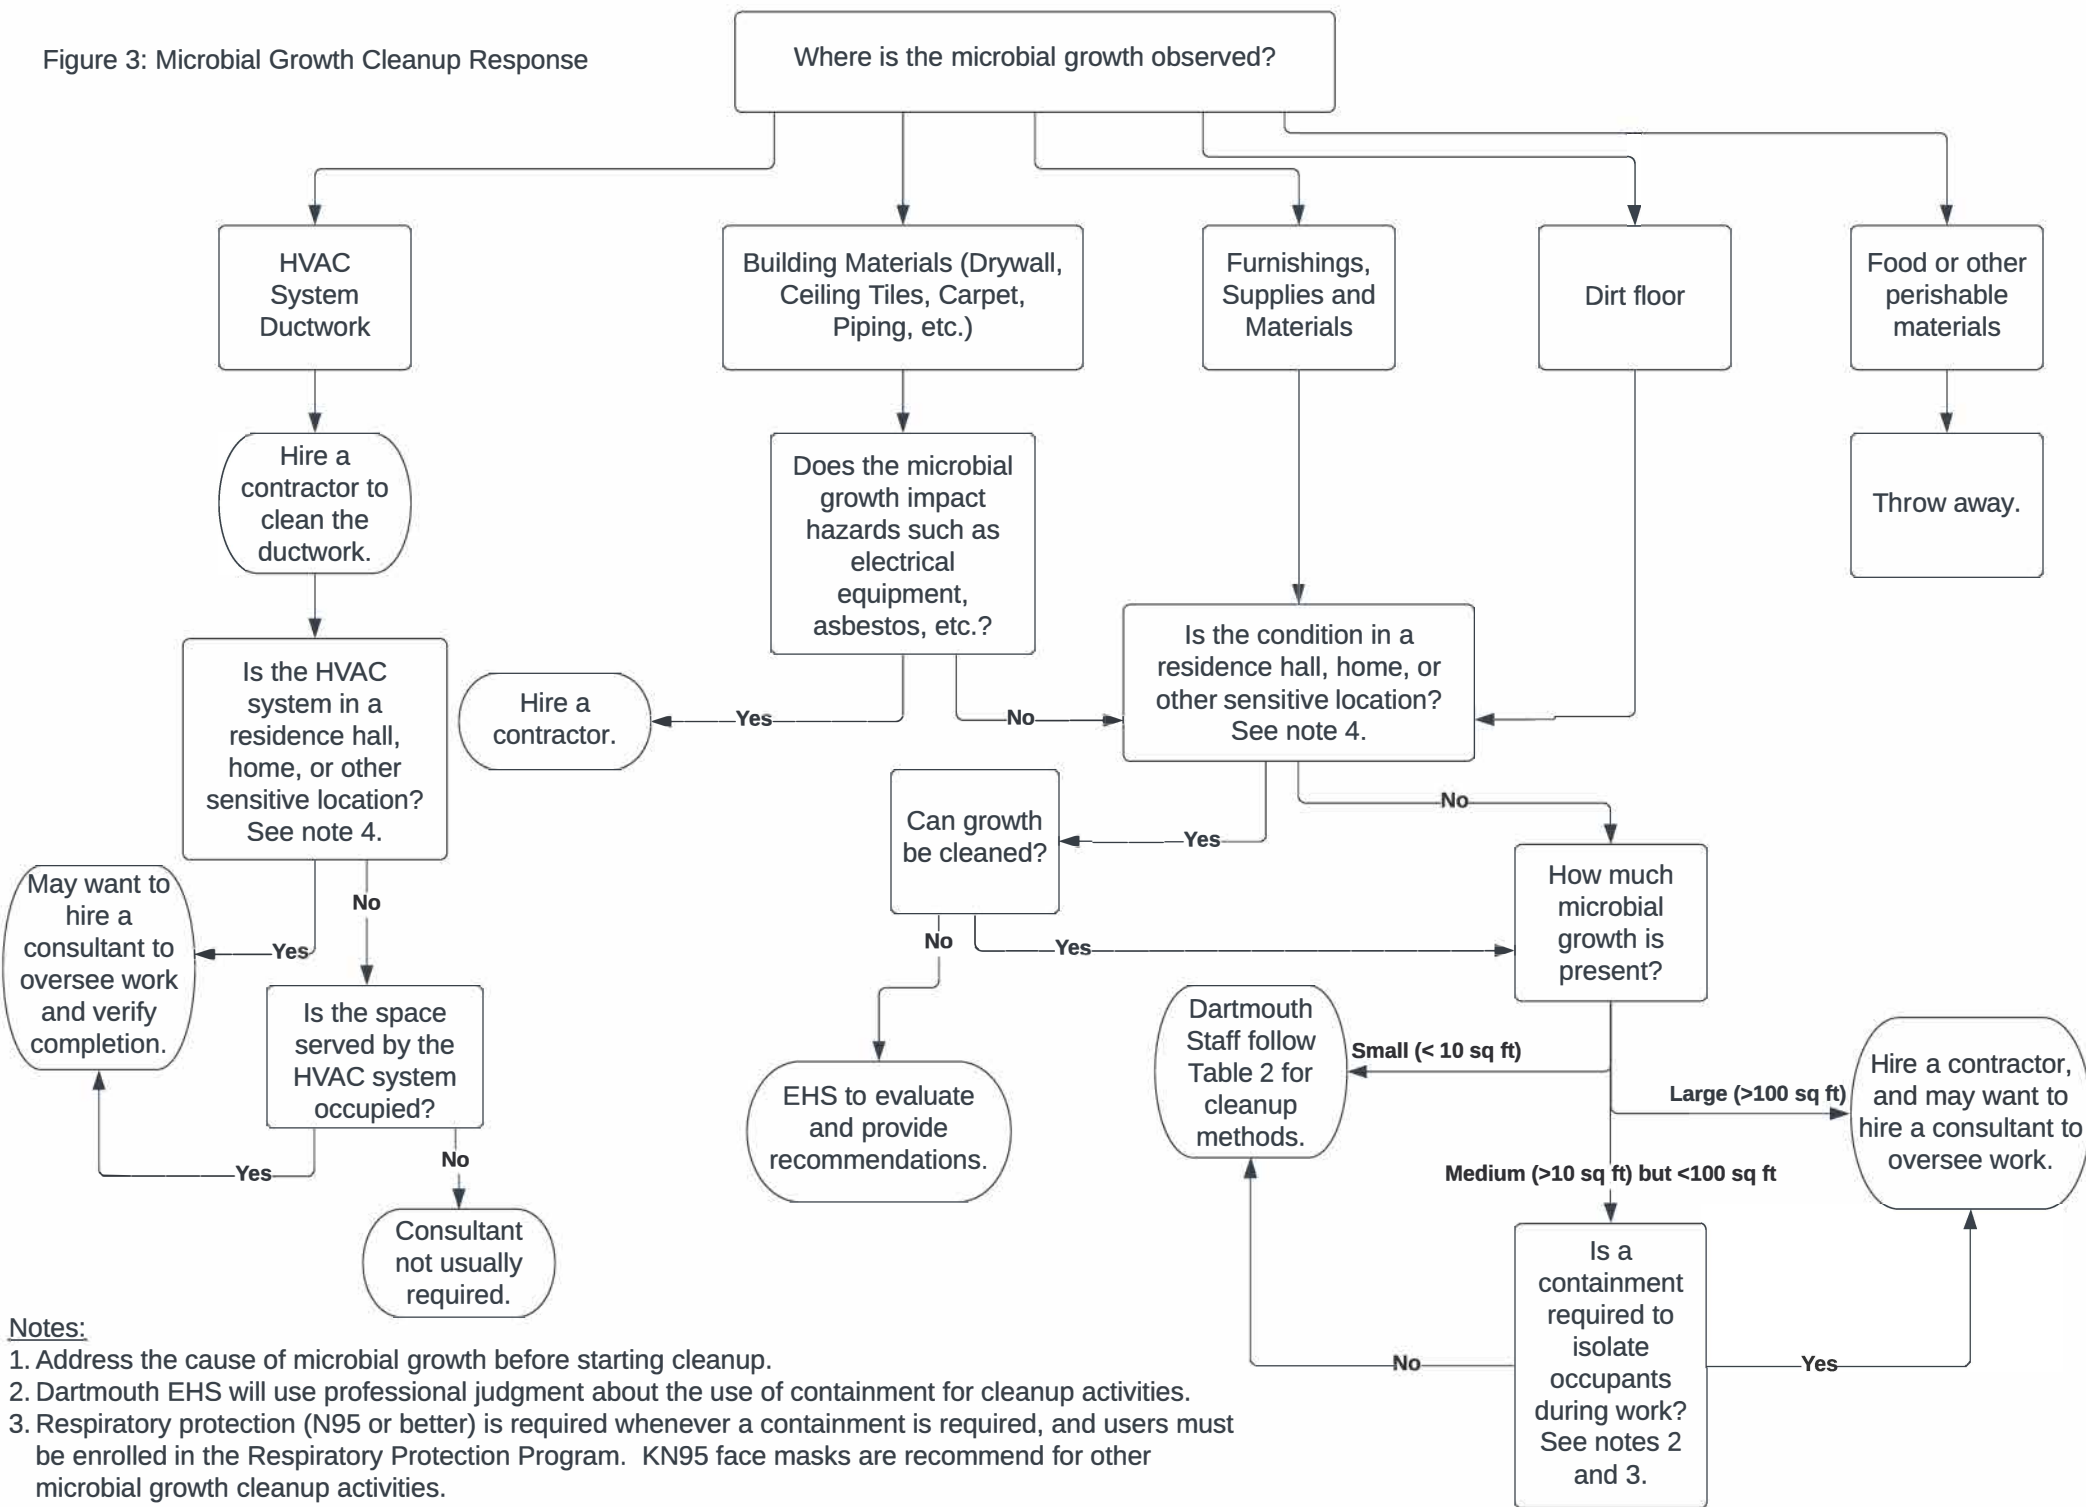 Figure 3: Microbial Growth Cleanup Response
Where is the microbial growth observed?
HVAC
System
Ductwork
Building Materials (Drywall,
Ceiling Tiles, Carpet,
Piping, etc.)
Furnishings,
Supplies and
Materials
Dirt floor
Food or other
perishable
materials
Hire a
contractor to
clean the
ductwork.
Does the microbial
growth impact
hazards such as
electrical
equipment,
asbestos, etc.?
Throw away.
Is the HVAC
system in a
residence hall,
home, or other
sensitive location?
See note 4.
Hire a
contractor.
Yes
No
Is the condition in a
residence hall, home, or
other sensitive location?
See note 4.
Can growth
be cleaned?
Yes
No
May want to
hire a
consultant to
oversee work
and verify
completion.
Yes
No
How much
microbial
growth is
present?
No
Yes
Is the space
served by the
HVAC system
occupied?
EHS to evaluate
and provide
recommendations.
Dartmouth
Staff follow
Table 2 for
cleanup
methods.
Small (< 10 sq ft)
Large (>100 sq ft)
Hire a contractor,
and may want to
hire a consultant to
oversee work.
Medium (>10 sq ft) but <100 sq ft
Yes
No
Consultant
not usually
required.
Is a
containment
required to
isolate
occupants
during work?
See notes 2
and 3.
No
Yes
Notes:
1. Address the cause of microbial growth before starting cleanup.
2. Dartmouth EHS will use professional judgment about the use of containment for cleanup activities.
3. Respiratory protection (N95 or better) is required whenever a containment is required, and users must
be enrolled in the Respiratory Protection Program.  KN95 face masks are recommend for other
microbial growth cleanup activities.